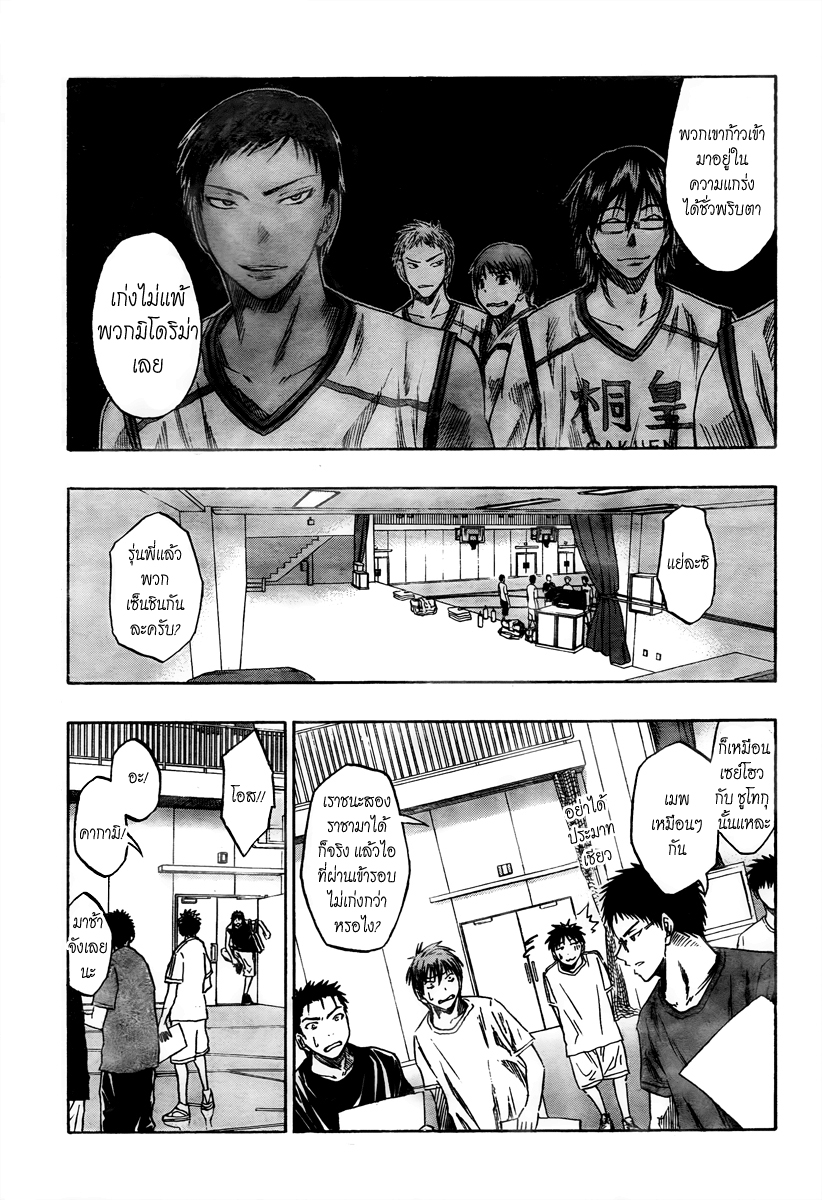 พวกเขาก้าวเข้า
มาอยู่ใน
ความแกร่ง
ได้ชั่วพริบตา
เก่งไม่แพ้
พวกมิโดริม่า
เลย
桐皇
GAKUEN
แย่ละซิ
รุ่นพี่แล้ว
พวก
เซ็นชินกัน
ละครับ?
ก็เหมือน
เซย์โฮว
กับ ชูโทกุ
นั้นแหละ
เมพ
เหมือนๆ
กัน
อย่าได้
ประมาท
เชียว
เราชนะสอง
ราชามาได้
ก็จริง แล้วไอ
ที่ผ่านเข้ารอบ
ไม่เก่งกว่า
หรอไง?
โอส!!
อะ!
คากามิ!
มาช้า
จังเลย
นะ